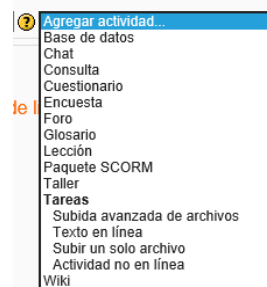 Agregar actividad...
Base de datos
Chat
Consulta
Cuestionario
Encuesta
Foro
Glosario
Lección
Paquete SCORM
Taller
Tareas
Subida avanzada de archivos
Texto en línea
Subir un solo archivo
Actividad no en línea
Wiki